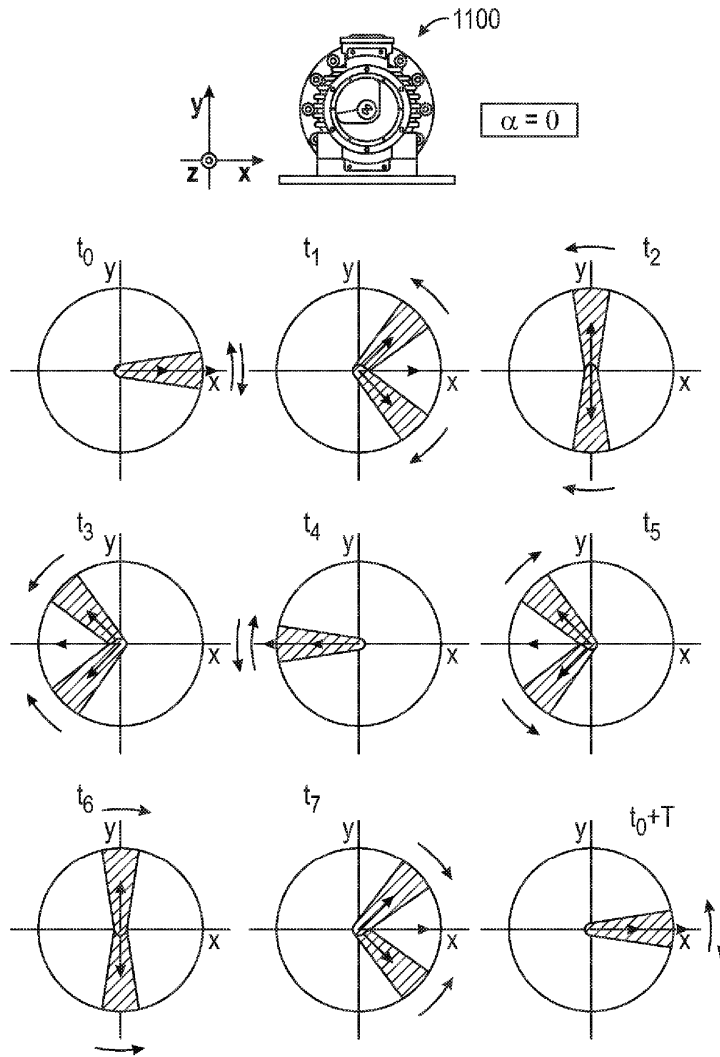 1100
y
α = 0
z x
t0 t1 t2
y y y
x x x
t3 t4 t5
y y y
x x x
t6 t7 t0+T
y y y
x x x